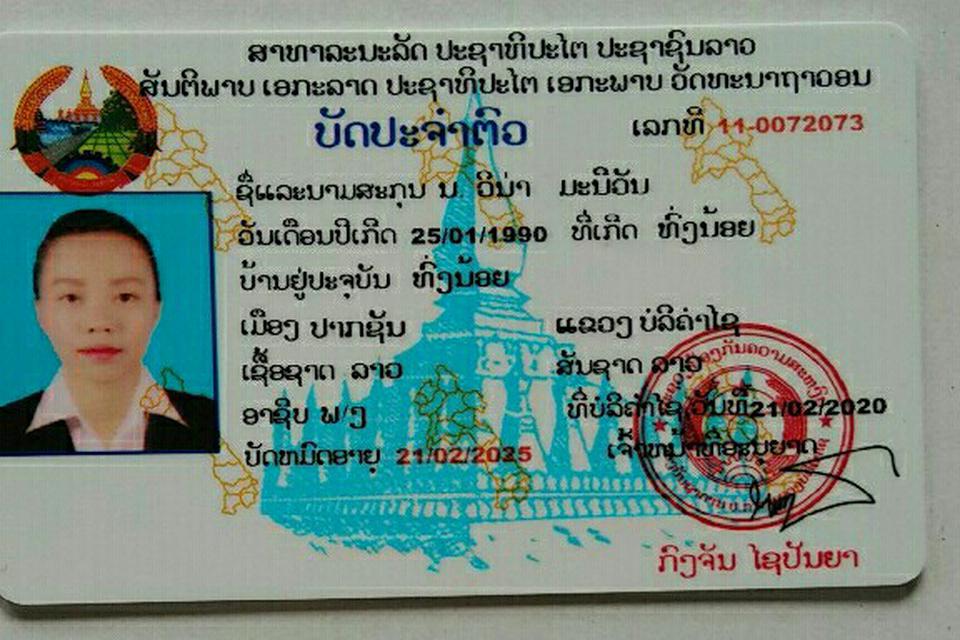 ສາທາລະນະລັດ ປະຊາທິປະໄຕ ປະຊາຊົນລາວ
ສັນຕິພາບ ເອກະລາດ ປະຊາທິປະໄຕ ເອກະພາບ ວັດທະນາຖາວອນ
ບັດປະຈຳຕົວ ເລກທີ 11-0072073
ຊື່ແລະນາມສະກຸນ ນ. ວີນ່າ ມະນີວັນ
ວັນເດືອນປີເກີດ 25/01/1990 ທີ່ເກີດ ທົ່ງນ້ອຍ
ບ້ານຢູ່ປະຈຸບັນ ທົ່ງນ້ອຍ
ເມືອງ ປາກຊັນ ແຂວງ ບໍລິຄຳໄຊ
ເຊື້ອຊາດ ລາວ ສັນຊາດ ລາວ
ອາຊີບ ພ/ງ ທີ່ບໍລິຄຳໄຊ ວັນທີ 21/02/2020
ບັດຫມົດອາຍຸ 21/02/2025 ເຈົ້າໜ້າທີ່ອະນຸຍາດ
ກົງຈັນ ໄຊປັນຍາ